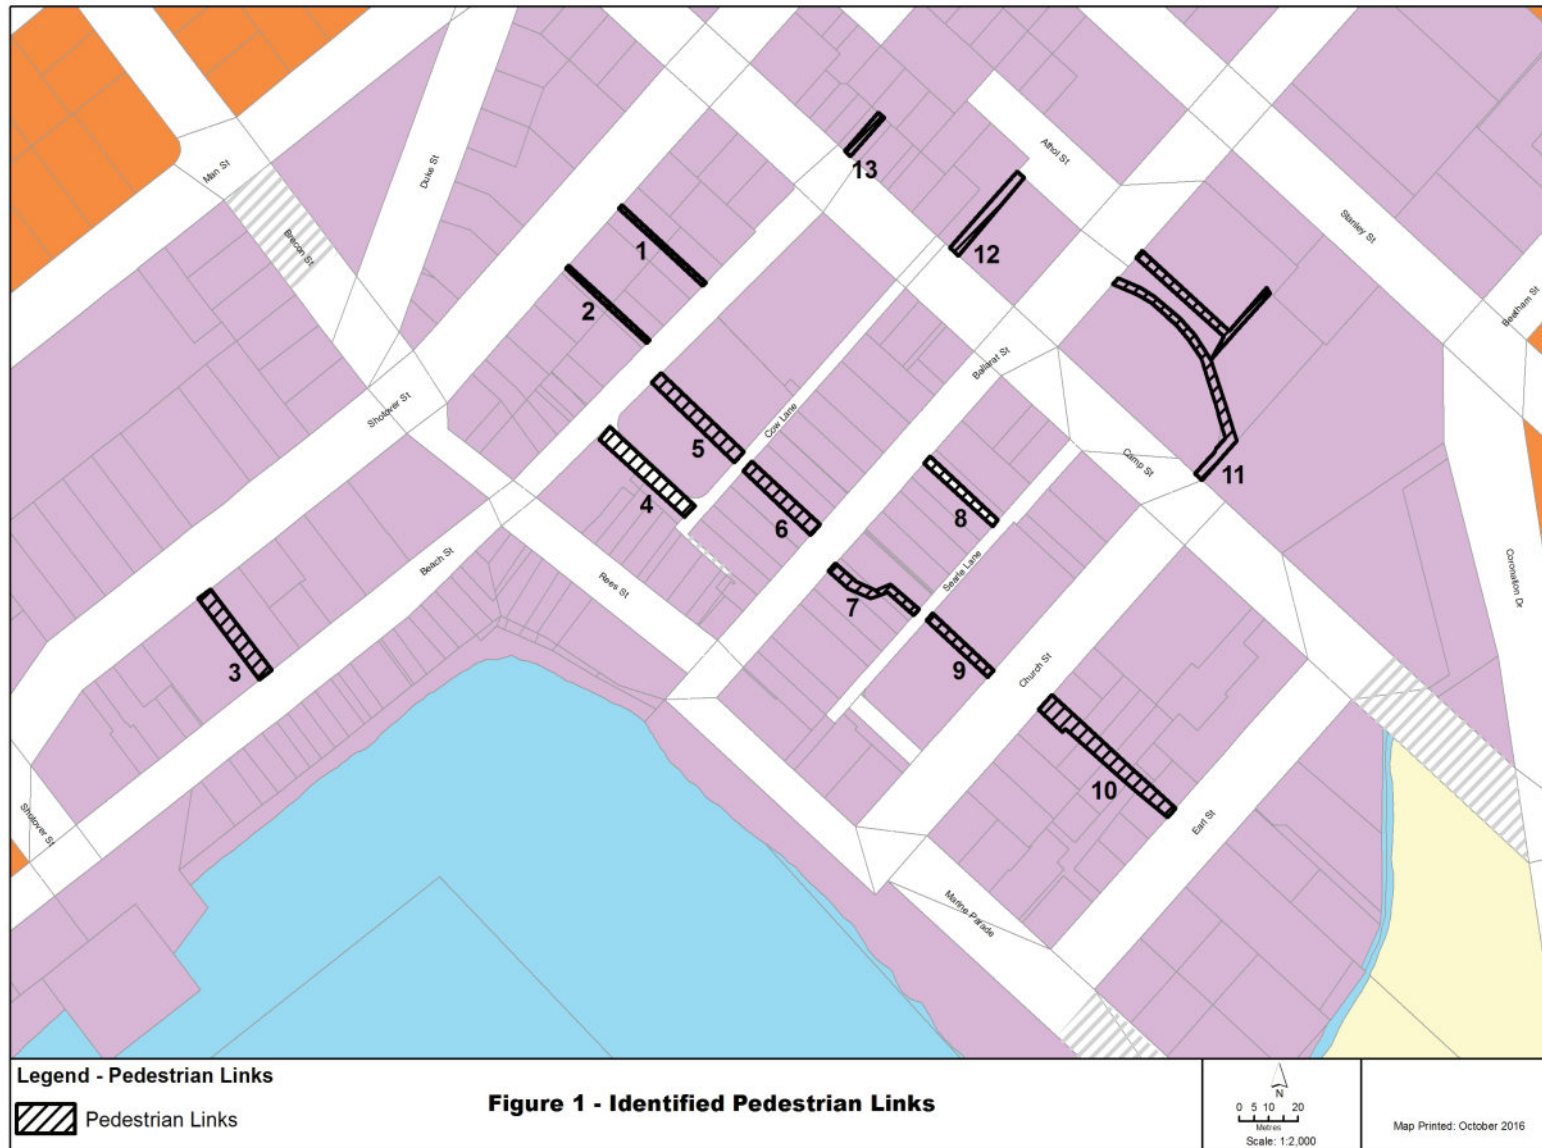 13
Athol St
Man St
Duke St
12
Stanley St
1
Brecon St
2
Beetham St
Ballarat St
Shotover St
Cow Lane
5
Camp St
11
4
6
8
Beach St
Rees St
Searle Lane
Coronation Dr
7
3
9
Church St
10
Earl St
Shotover St
Marine Parade
Legend - Pedestrian Links
Pedestrian Links
Figure 1 - Identified Pedestrian Links
N
0 5 10 20
Metres
Scale: 1:2,000
Map Printed: October 2016